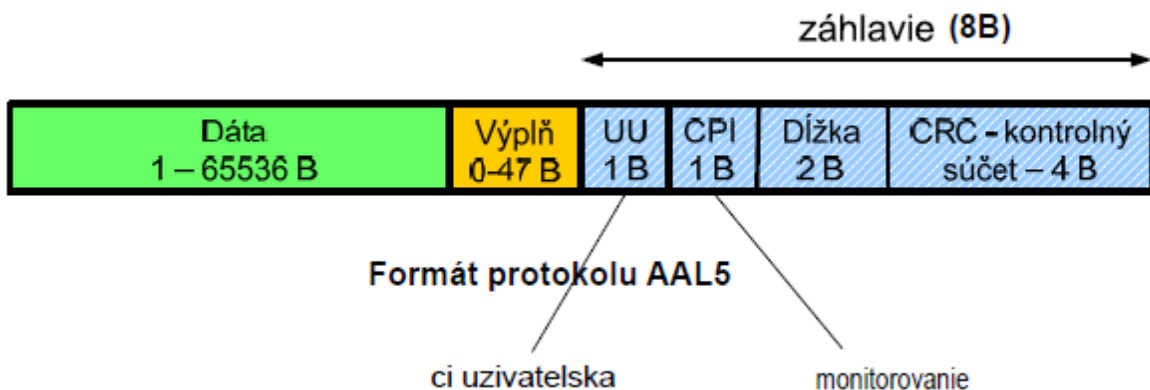 záhlavie (8B)
Dáta
1 – 65536 B
Výplň
0-47 B
UU
1 B
CPI
1 B
Dĺžka
2 B
CRC - kontrolný
súčet – 4 B
Formát protokolu AAL5
ci uzivatelska
monitorovanie